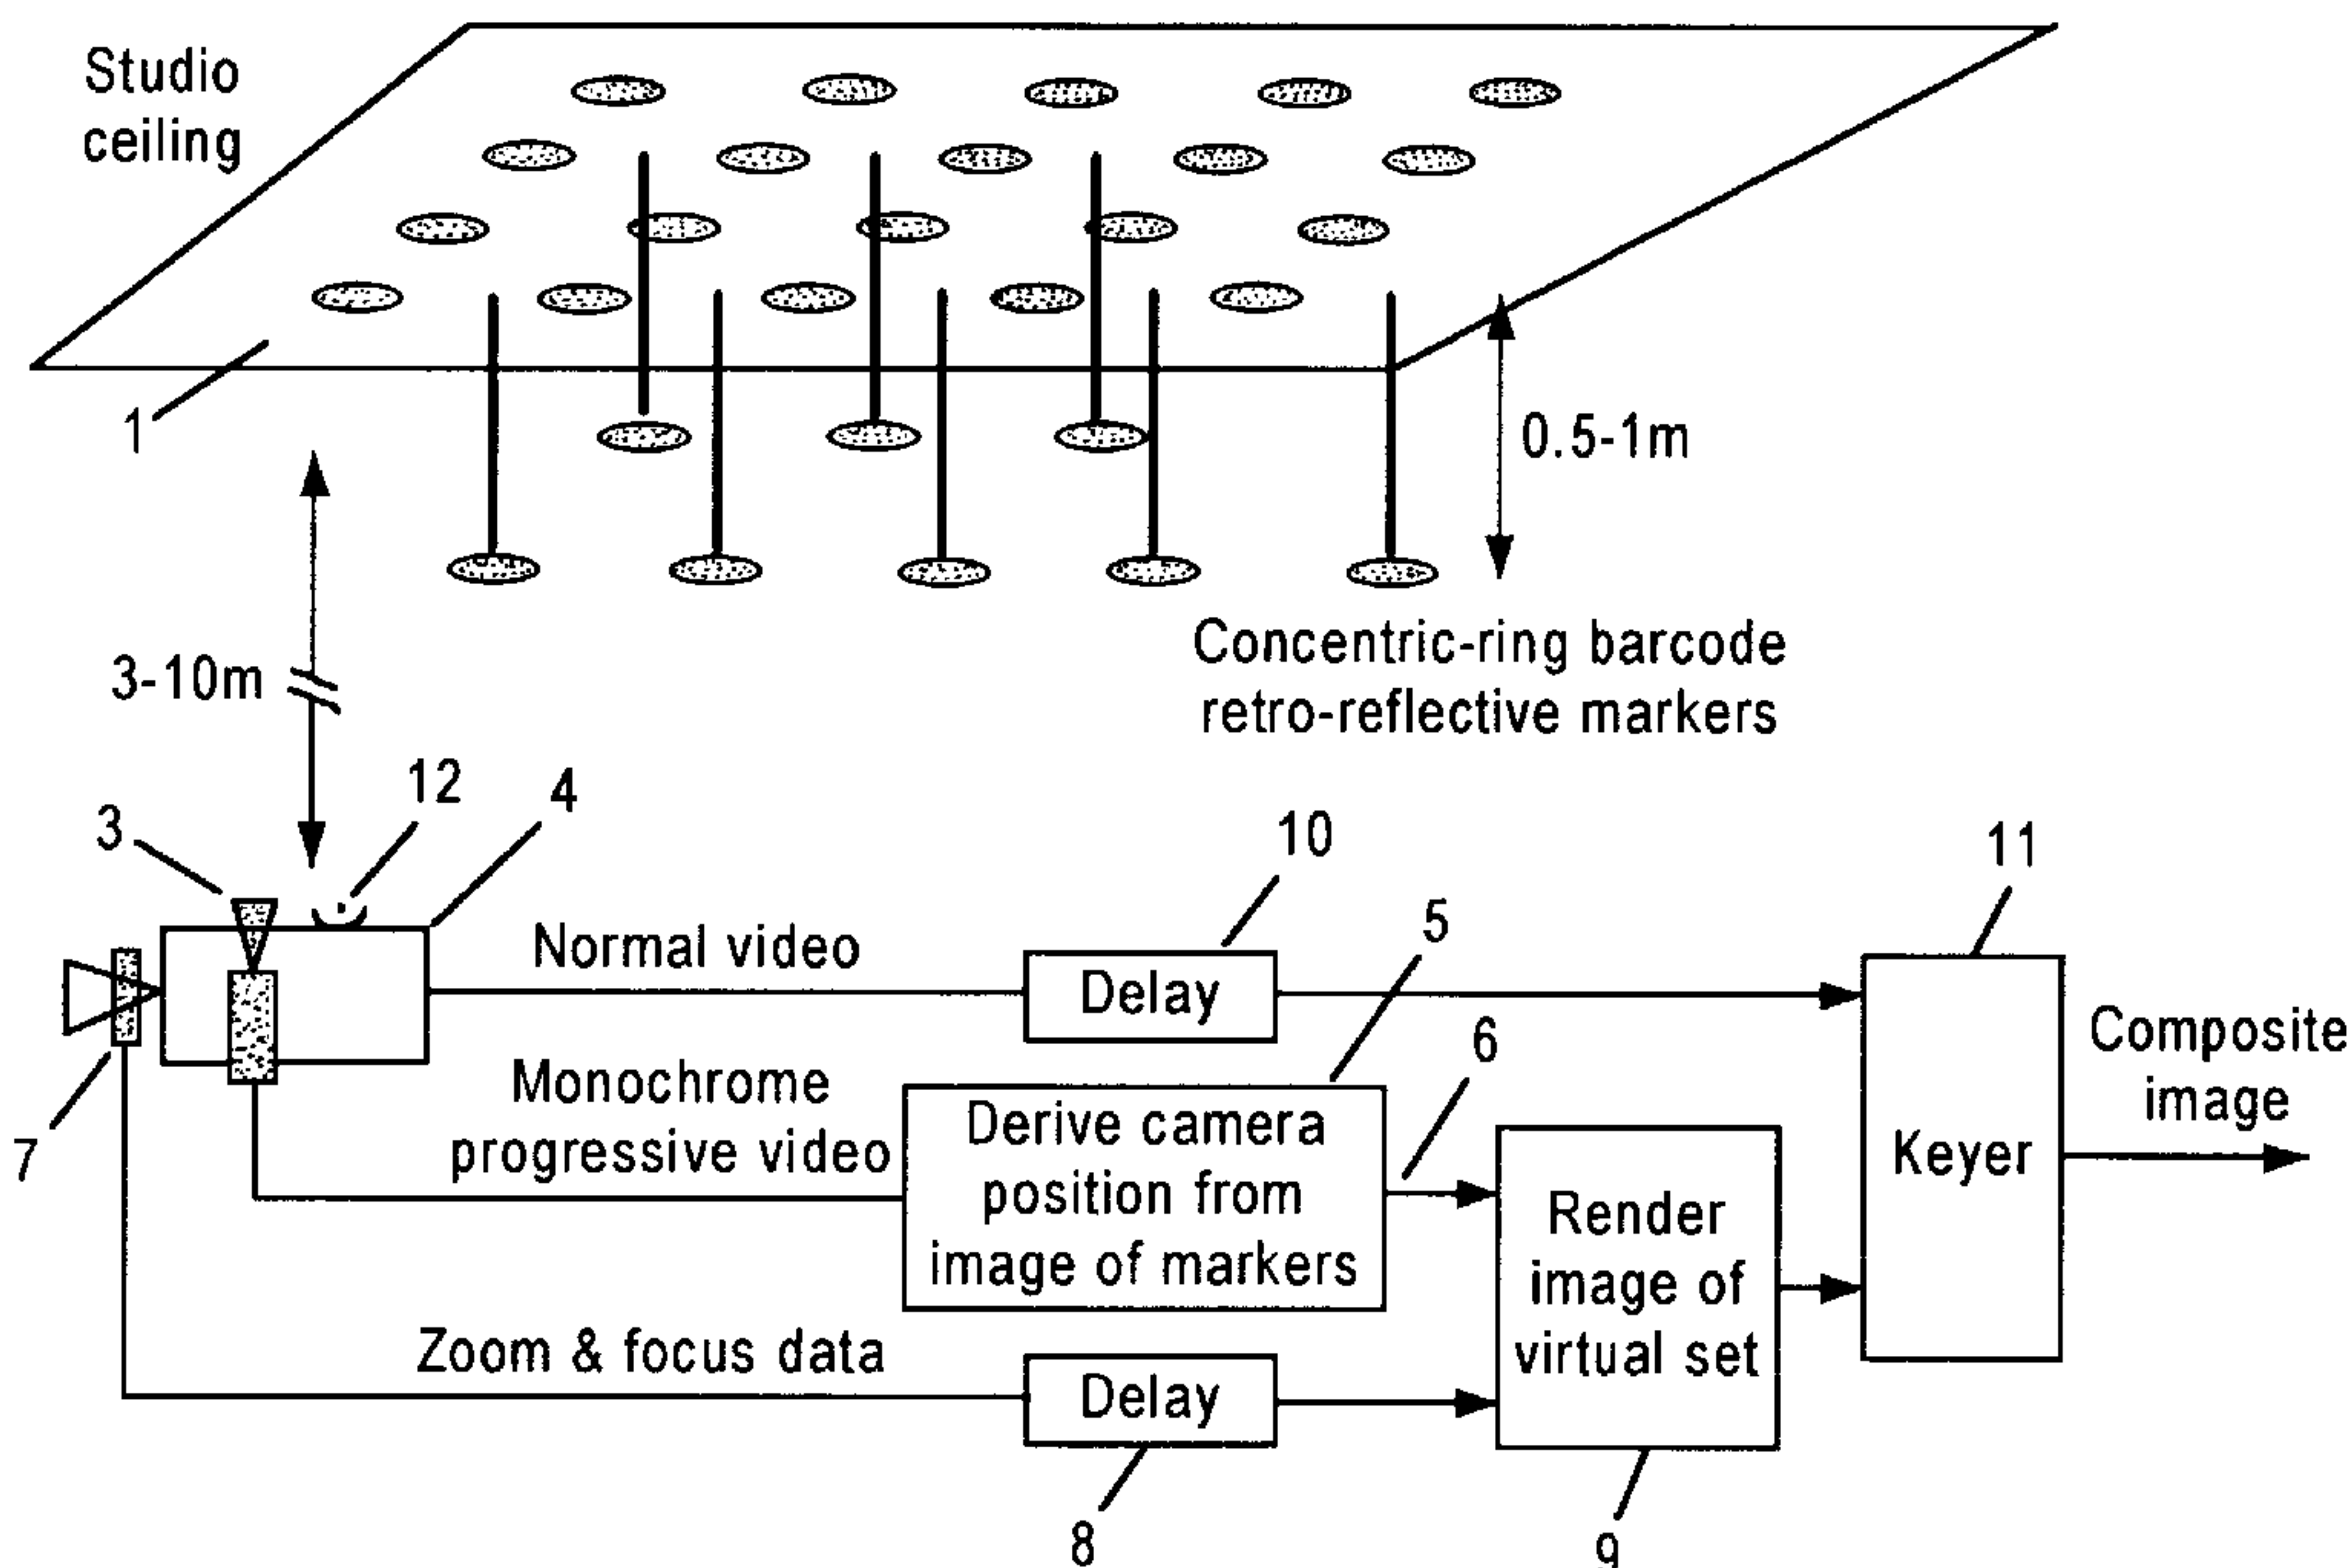 Studio
ceiling
1
0.5-1m
3-10m
Concentric-ring barcode
retro-reflective markers
3
12
4
10
5
11
Normal video
Delay
6
Composite
image
7
Monochrome
progressive video
Derive camera
position from
image of markers
Keyer
Render
image of
virtual set
Zoom & focus data
Delay
8
9